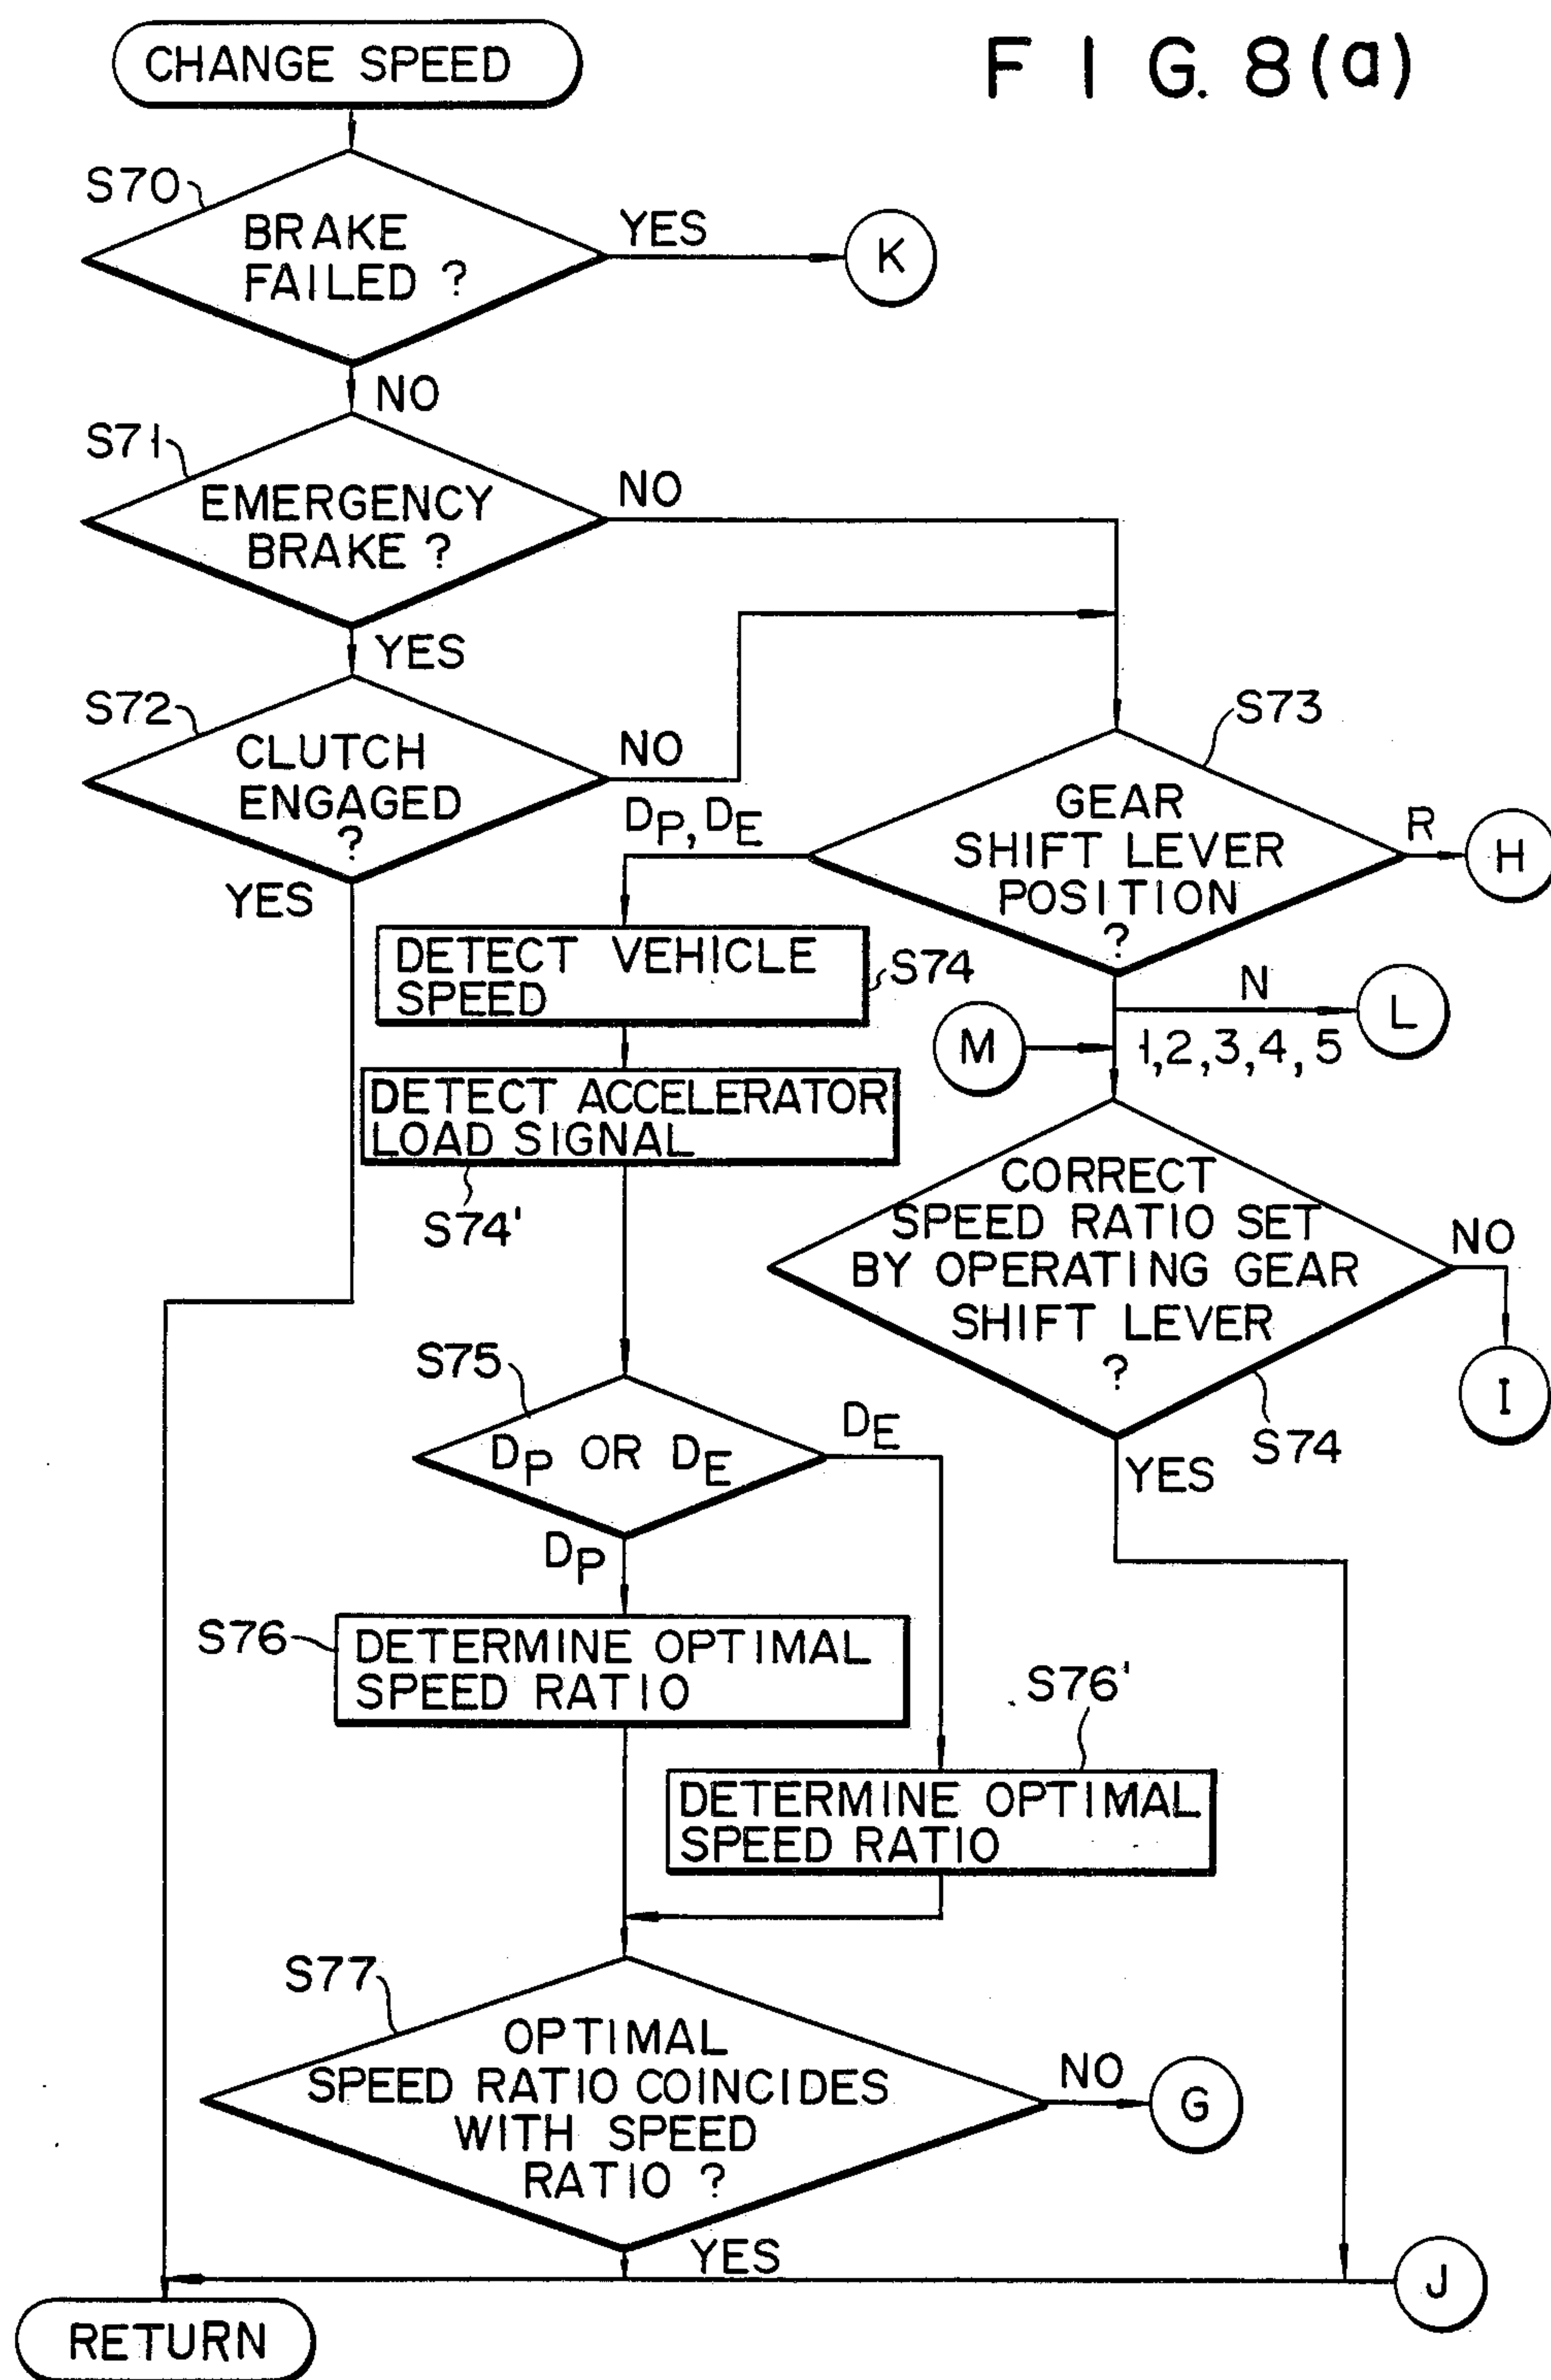 FIG. 8(a)
CHANGE SPEED
S70
BRAKE
FAILED ?
YES
K
NO
S71
EMERGENCY
BRAKE ?
NO
YES
S72
CLUTCH
ENGAGED
?
NO
YES
S73
GEAR
SHIFT LEVER
POSITION
?
R
H
DP, DE
DETECT VEHICLE
SPEED
S74
N
L
M
1,2,3,4,5
DETECT ACCELERATOR
LOAD SIGNAL
S74'
CORRECT
SPEED RATIO SET
BY OPERATING GEAR
SHIFT LEVER
?
NO
I
S74
YES
S75
DP OR DE
DE
DP
S76
DETERMINE OPTIMAL
SPEED RATIO
S76'
DETERMINE OPTIMAL
SPEED RATIO
S77
OPTIMAL
SPEED RATIO COINCIDES
WITH SPEED
RATIO ?
NO
G
YES
J
RETURN